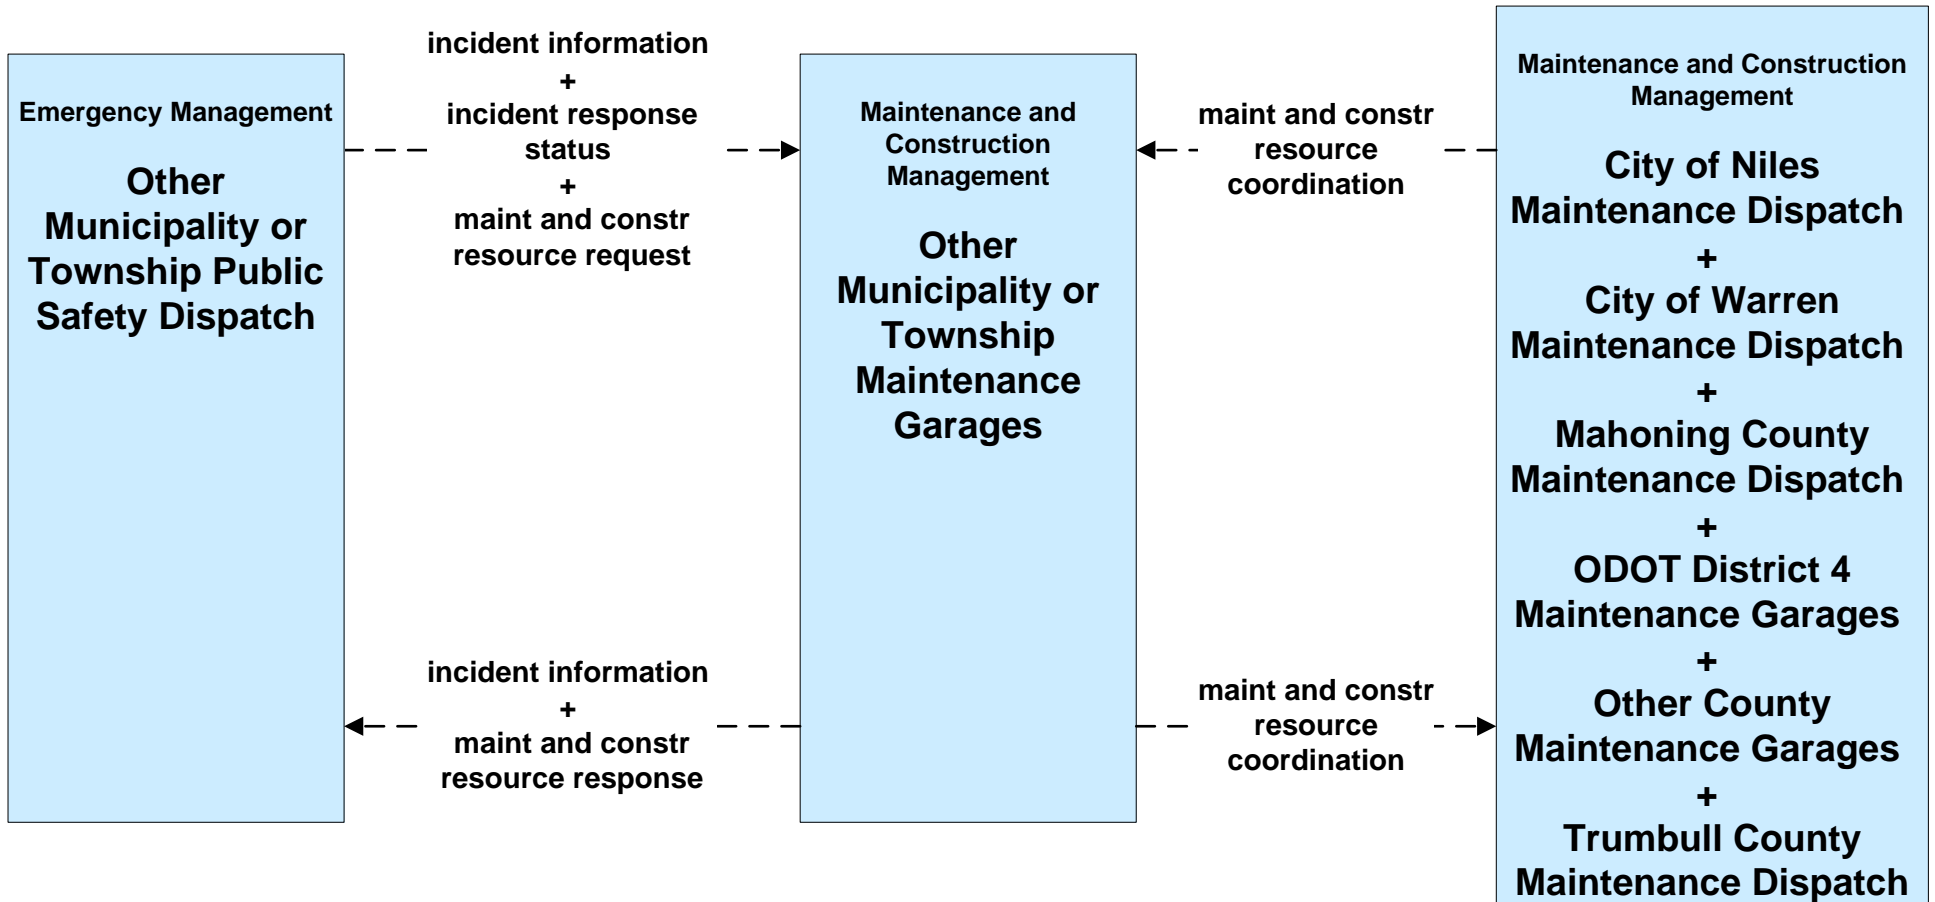 Emergency Management
Other
Municipality or
Township Public
Safety Dispatch
incident information
+
incident response
status
+
maint and constr
resource request
incident information
+
maint and constr
resource response
Maintenance and
Construction
Management
Other
Municipality or
Township
Maintenance
Garages
maint and constr
resource
coordination
maint and constr
resource
coordination
Maintenance and Construction
Management
City of Niles
Maintenance Dispatch
+
City of Warren
Maintenance Dispatch
+
Mahoning County
Maintenance Dispatch
+
ODOT District 4
Maintenance Garages
+
Other County
Maintenance Garages
+
Trumbull County
Maintenance Dispatch